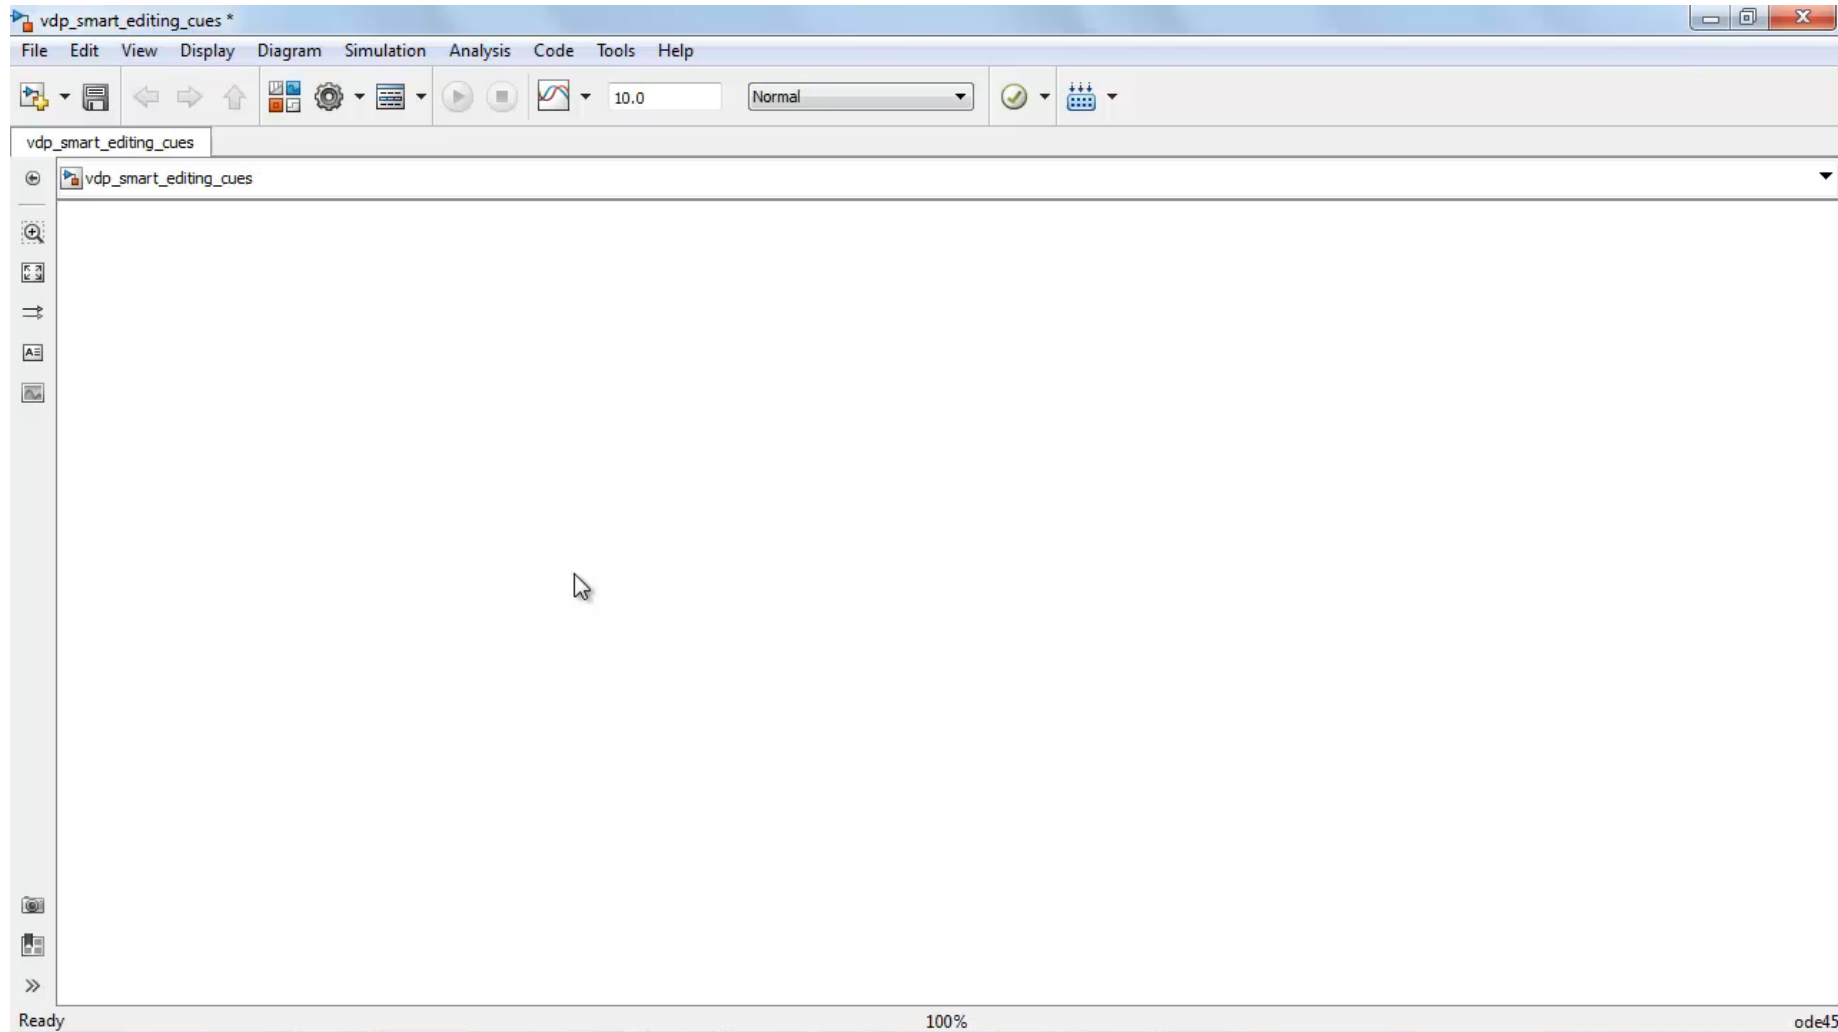 vdp_smart_editing_cues *
File Edit View Display Diagram Simulation Analysis Code Tools Help
10.0 Normal
vdp_smart_editing_cues
vdp_smart_editing_cues
Ready 100% ode45